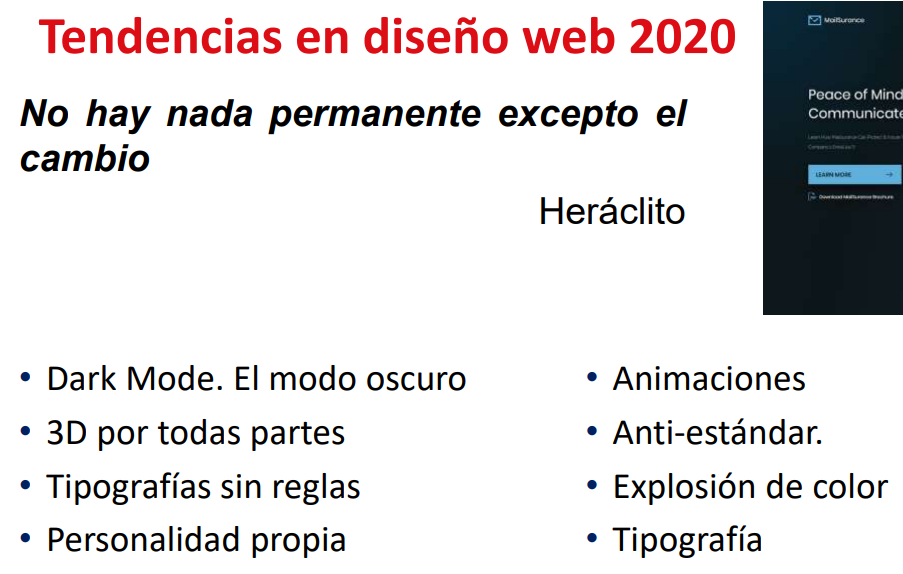 Tendencias en diseño web 2020
No hay nada permanente excepto el
cambio
Heráclito
MailSurance
Peace of Mind
Communicate
LEARN MORE
Download MailSurance Brochure
• Dark Mode. El modo oscuro
• 3D por todas partes
• Tipografías sin reglas
• Personalidad propia
• Animaciones
• Anti-estándar.
• Explosión de color
• Tipografía